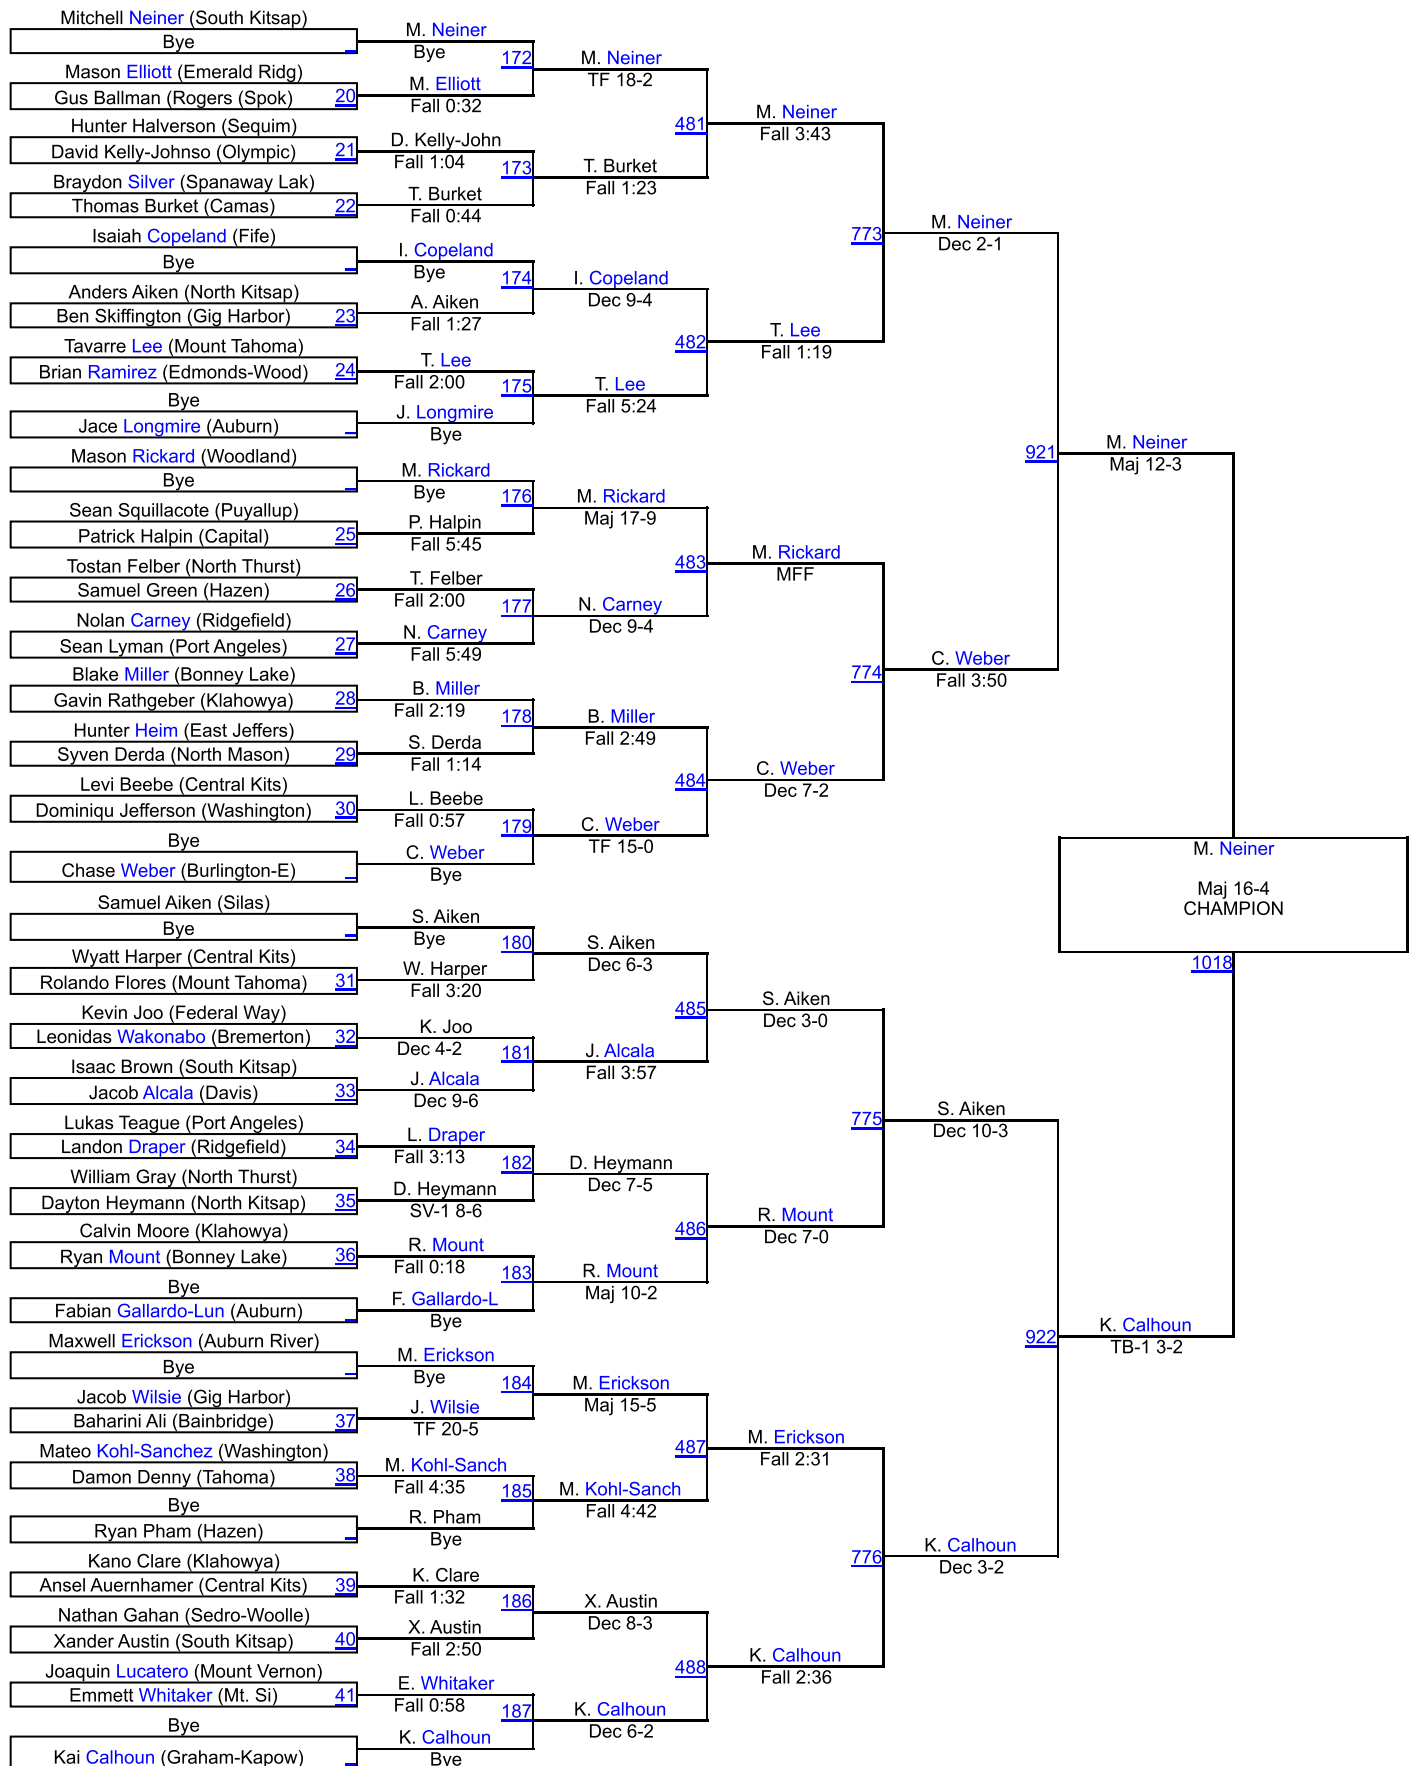 Mitchell Neiner (South Kitsap)
Bye
Mason Elliott (Emerald Ridg)
Gus Ballman (Rogers (Spok) 20
Hunter Halverson (Sequim)
David Kelly-Johnso (Olympic) 21
Braydon Silver (Spanaway Lak)
Thomas Burket (Camas) 22
Isaiah Copeland (Fife)
Bye
Anders Aiken (North Kitsap)
Ben Skiffington (Gig Harbor) 23
Tavarre Lee (Mount Tahoma)
Brian Ramirez (Edmonds-Wood) 24
Bye
Jace Longmire (Auburn)
Mason Rickard (Woodland)
Bye
Sean Squillacote (Puyallup)
Patrick Halpin (Capital) 25
Tostan Felber (North Thurst)
Samuel Green (Hazen) 26
Nolan Carney (Ridgefield)
Sean Lyman (Port Angeles) 27
Blake Miller (Bonney Lake)
Gavin Rathgeber (Klahowya) 28
Hunter Heim (East Jeffers)
Syven Derda (North Mason) 29
Levi Beebe (Central Kits)
Dominiqu Jefferson (Washington) 30
Bye
Chase Weber (Burlington-E)
Samuel Aiken (Silas)
Bye
Wyatt Harper (Central Kits)
Rolando Flores (Mount Tahoma) 31
Kevin Joo (Federal Way)
Leonidas Wakonabo (Bremerton) 32
Isaac Brown (South Kitsap)
Jacob Alcala (Davis) 33
Lukas Teague (Port Angeles)
Landon Draper (Ridgefield) 34
William Gray (North Thurst)
Dayton Heymann (North Kitsap) 35
Calvin Moore (Klahowya)
Ryan Mount (Bonney Lake) 36
Bye
Fabian Gallardo-Lun (Auburn)
Maxwell Erickson (Auburn River)
Bye
Jacob Wilsie (Gig Harbor)
Baharini Ali (Bainbridge) 37
Mateo Kohl-Sanchez (Washington)
Damon Denny (Tahoma) 38
Bye
Ryan Pham (Hazen)
Kano Clare (Klahowya)
Ansel Auernhamer (Central Kits) 39
Nathan Gahan (Sedro-Woolle)
Xander Austin (South Kitsap) 40
Joaquin Lucatero (Mount Vernon)
Emmett Whitaker (Mt. Si) 41
Bye
Kai Calhoun (Graham-Kapow)
M. Neiner
Bye
172
M. Elliott
Fall 0:32
D. Kelly-John
Fall 1:04
173
T. Burket
Fall 0:44
I. Copeland
Bye
174
A. Aiken
Fall 1:27
T. Lee
Fall 2:00
175
J. Longmire
Bye
M. Rickard
Bye
176
P. Halpin
Fall 5:45
T. Felber
Fall 2:00
177
N. Carney
Fall 5:49
B. Miller
Fall 2:19
178
S. Derda
Fall 1:14
L. Beebe
Fall 0:57
179
C. Weber
Bye
S. Aiken
Bye
180
W. Harper
Fall 3:20
K. Joo
Dec 4-2
181
J. Alcala
Dec 9-6
L. Draper
Fall 3:13
182
D. Heymann
SV-1 8-6
R. Mount
Fall 0:18
183
F. Gallardo-L
Bye
M. Erickson
Bye
184
J. Wilsie
TF 20-5
M. Kohl-Sanch
Fall 4:35
185
R. Pham
Bye
K. Clare
Fall 1:32
186
X. Austin
Fall 2:50
E. Whitaker
Fall 0:58
187
K. Calhoun
Bye
M. Neiner
TF 18-2
481
T. Burket
Fall 1:23
I. Copeland
Dec 9-4
482
T. Lee
Fall 5:24
M. Rickard
Maj 17-9
483
N. Carney
Dec 9-4
B. Miller
Fall 2:49
484
C. Weber
TF 15-0
S. Aiken
Dec 6-3
485
J. Alcala
Fall 3:57
D. Heymann
Dec 7-5
486
R. Mount
Maj 10-2
M. Erickson
Maj 15-5
487
M. Kohl-Sanch
Fall 4:42
X. Austin
Dec 8-3
488
K. Calhoun
Dec 6-2
M. Neiner
Fall 3:43
773
T. Lee
Fall 1:19
M. Rickard
MFF
774
C. Weber
Dec 7-2
S. Aiken
Dec 3-0
775
R. Mount
Dec 7-0
M. Erickson
Fall 2:31
776
K. Calhoun
Fall 2:36
M. Neiner
Dec 2-1
921
C. Weber
Fall 3:50
S. Aiken
Dec 10-3
922
K. Calhoun
Dec 3-2
M. Neiner
Maj 12-3
K. Calhoun
TB-1 3-2
M. Neiner
Maj 16-4
CHAMPION
1018